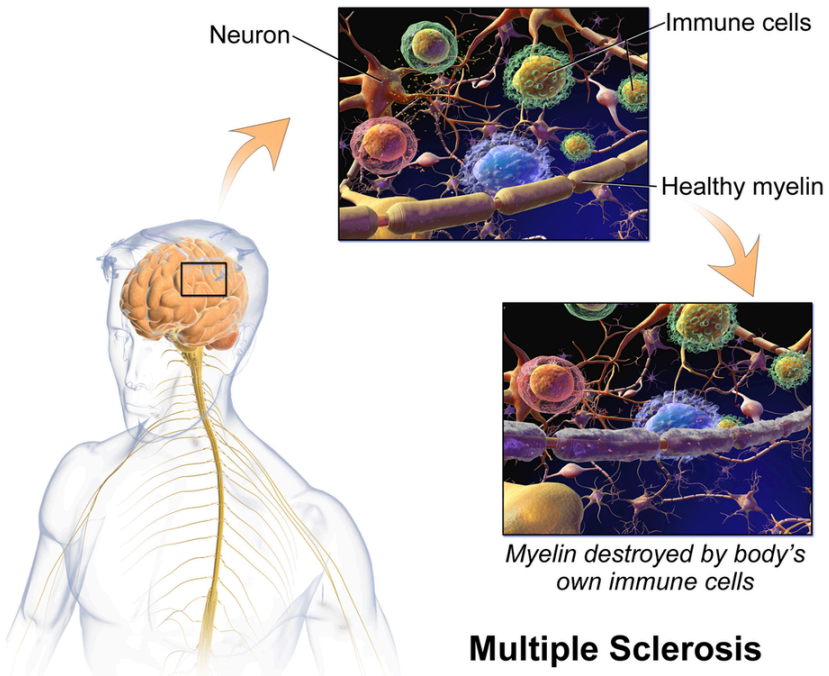 Neuron
Immune cells
Healthy myelin
Myelin destroyed by body's
own immune cells
Multiple Sclerosis